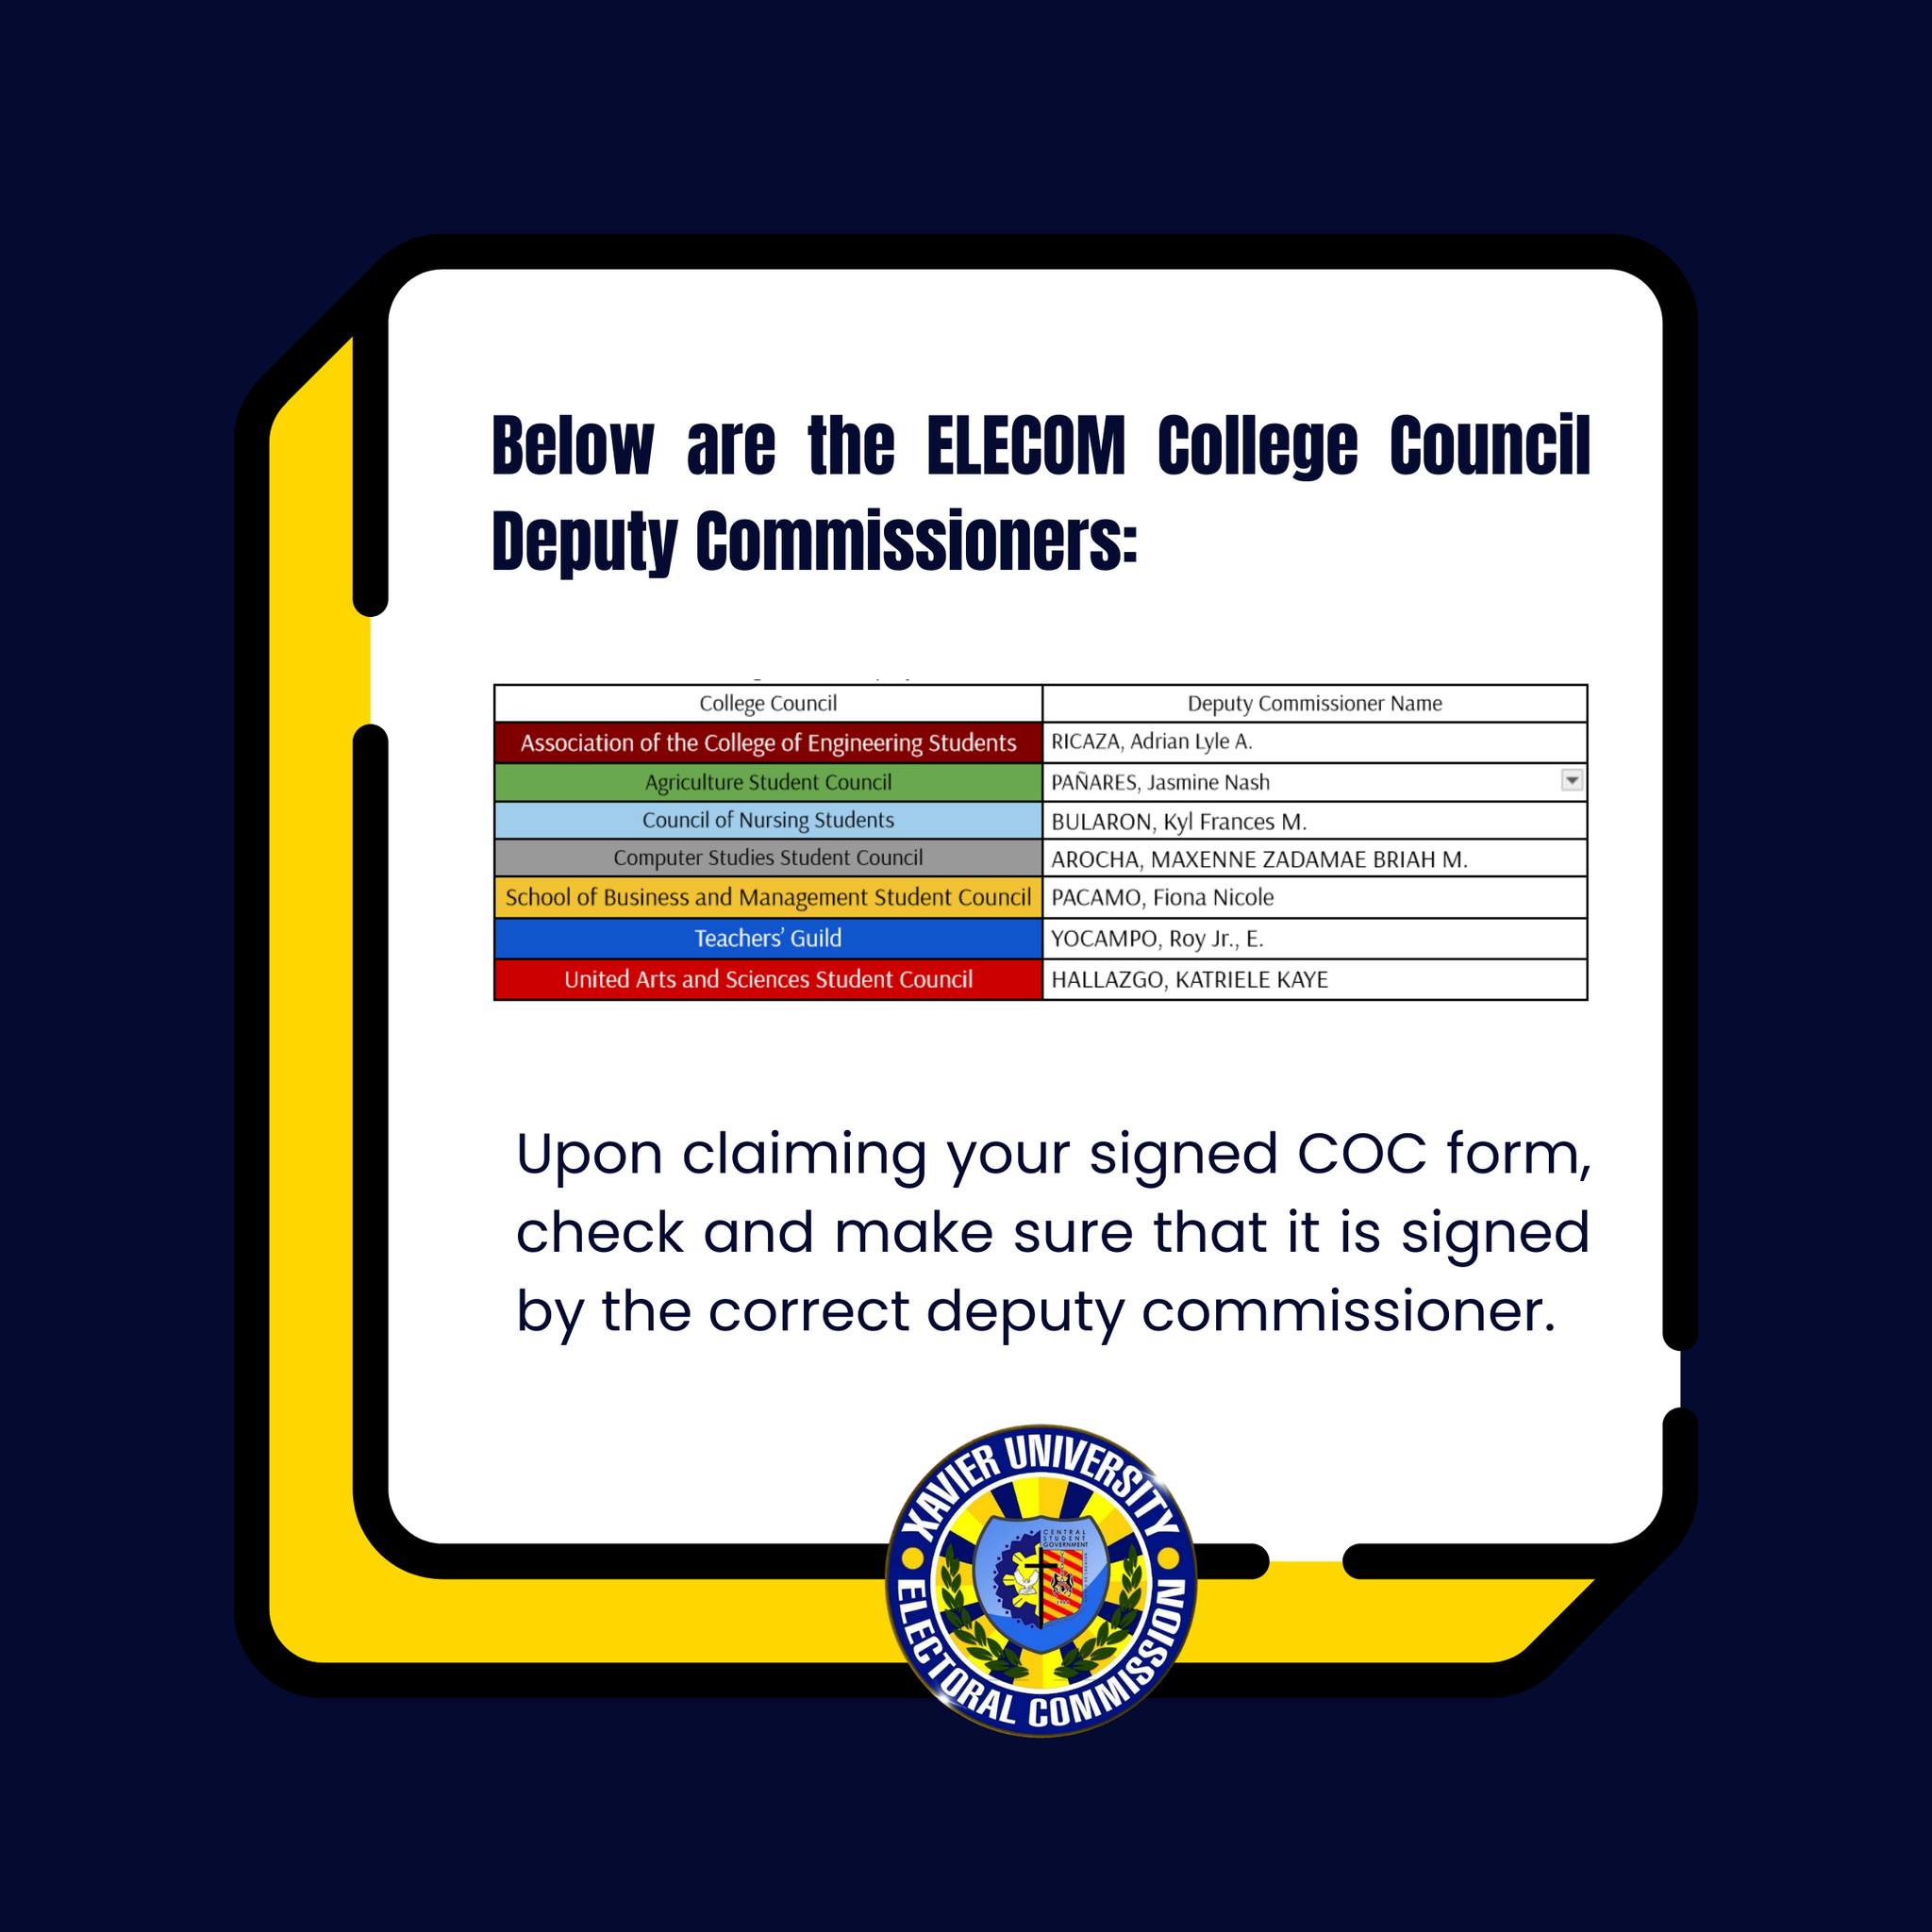 Below are the ELECOM College Council
Deputy Commissioners:
College Council Deputy Commissioner Name
Association of the College of Engineering Students RICAZA, Adrian Lyle A.
Agriculture Student Council PAÑARES, Jasmine Nash
Council of Nursing Students BULARON, Kyl Frances M.
Computer Studies Student Council AROCHA, MAXENNE ZADAMAE BRIAH M.
School of Business and Management Student Council PACAMO, Fiona Nicole
Teachers’ Guild YOCAMPO, Roy Jr., E.
United Arts and Sciences Student Council HALLAZGO, KATRIELE KAYE
Upon claiming your signed COC form,
check and make sure that it is signed
by the correct deputy commissioner.
XAVIER UNIVERSITY
CENTRAL
STUDENT
GOVERNMENT
ELECTORAL COMMISSION